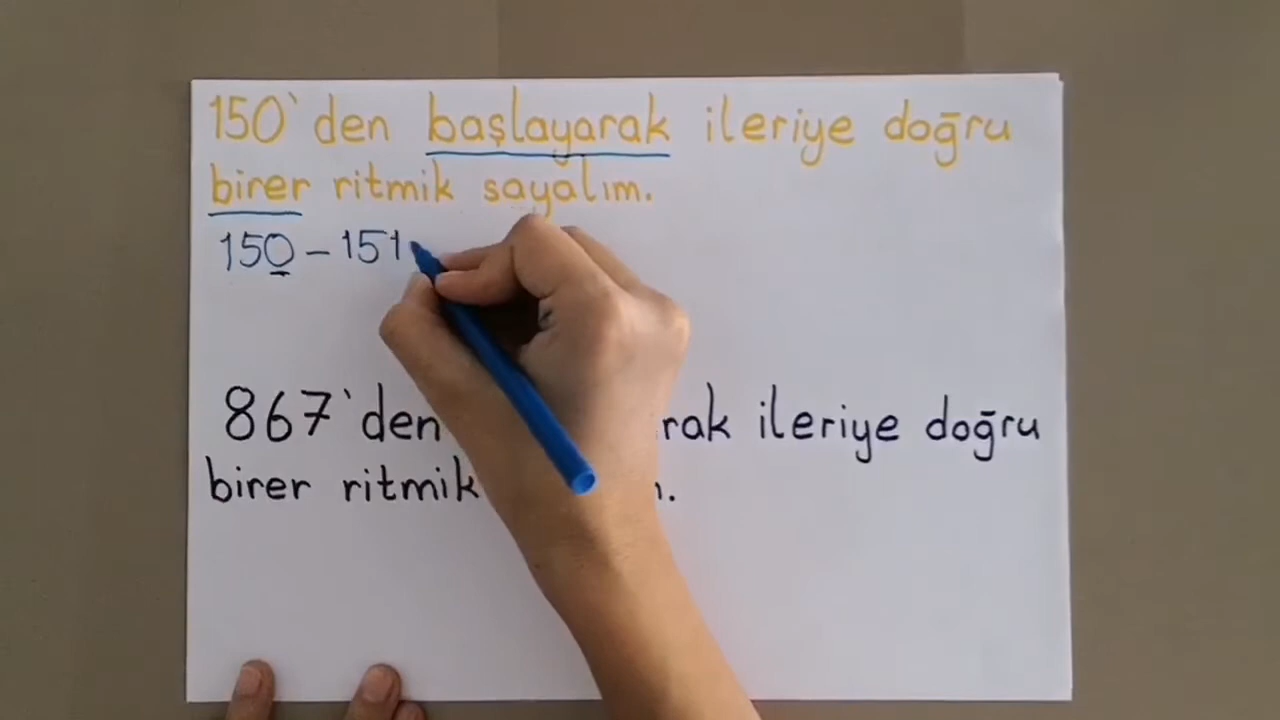 150`den başlayarak ileriye doğru
birer ritmik sayalım.
150 – 151
867`den rak ileriye doğru
birer ritmik